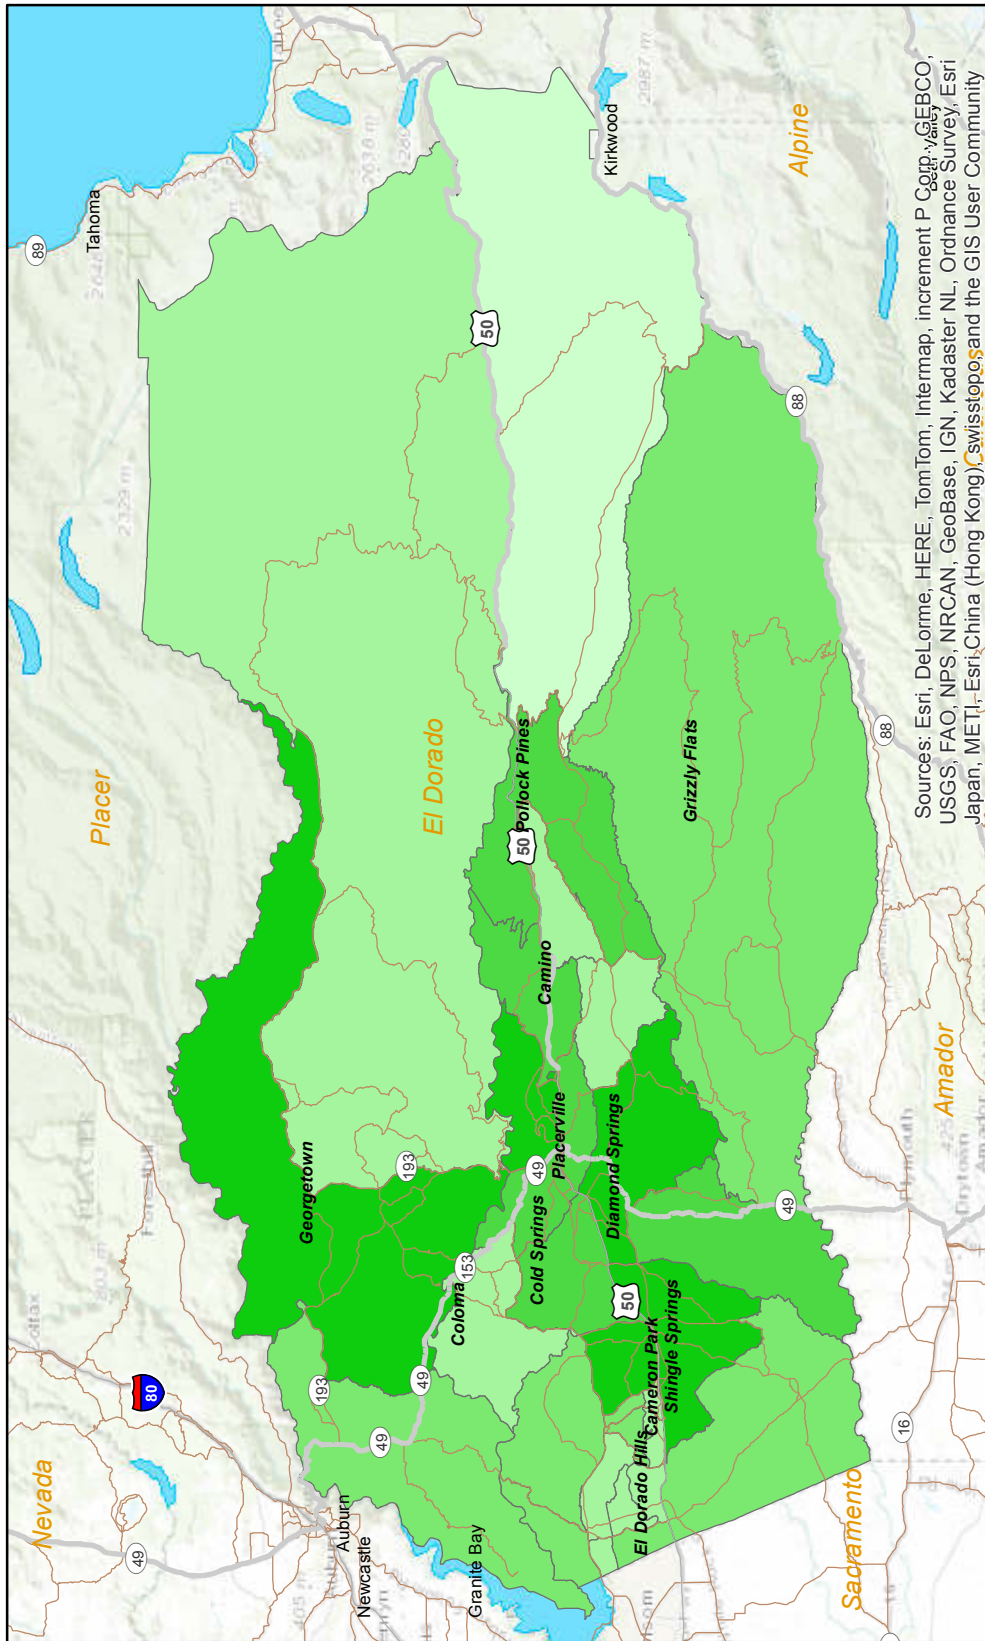 Nevada
Placer
Tahoma
89
80
49
Auburn
Newcastle
Granite Bay
193
49
49
Georgetown
193
El Dorado
Coloma
153
Cold Springs
49
Placerville
Camino
50
Pollock Pines
50
Kirkwood
Diamond Springs
50
El Dorado Hills
Cameron Park
Shingle Springs
Grizzly Flats
49
88
88
Alpine
Amador
Sacramento
16
Sources: Esri, DeLorme, HERE, TomTom, Intermap, increment P Corp., GEBCO,
USGS, FAO, NPS, NRCAN, GeoBase, IGN, Kadaster NL, Ordnance Survey, Esri
Japan, METI, Esri China (Hong Kong), swisstopo, and the GIS User Community